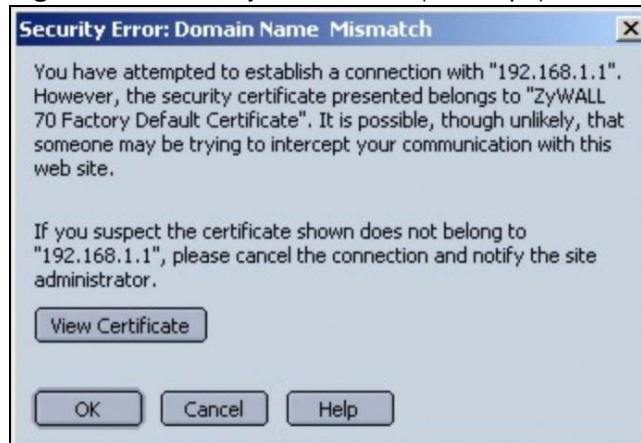 Security Error: Domain Name Mismatch
You have attempted to establish a connection with "192.168.1.1".
However, the security certificate presented belongs to "ZyWALL
70 Factory Default Certificate". It is possible, though unlikely, that
someone may be trying to intercept your communication with this
web site.
If you suspect the certificate shown does not belong to
"192.168.1.1", please cancel the connection and notify the site
administrator.
View Certificate
OK Cancel Help